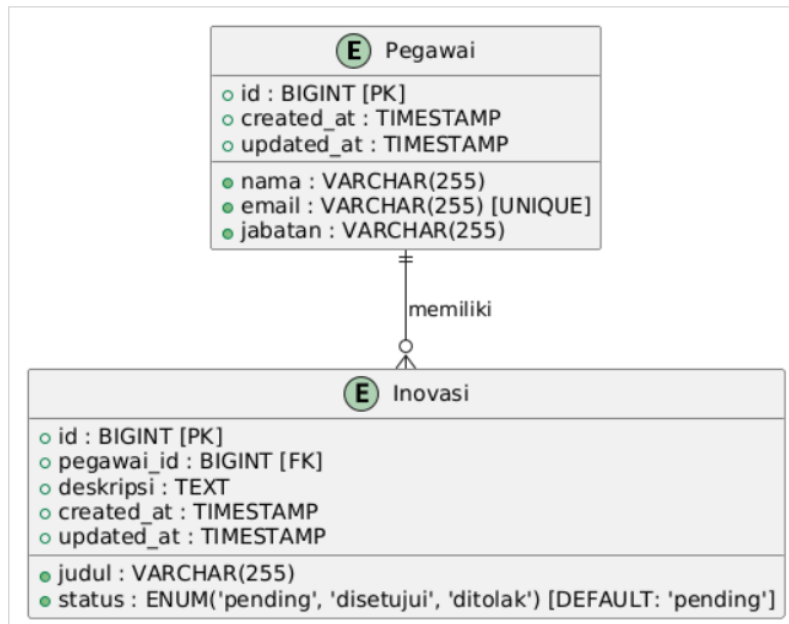 E Pegawai
id : BIGINT [PK]
created_at : TIMESTAMP
updated_at : TIMESTAMP
nama : VARCHAR(255)
email : VARCHAR(255) [UNIQUE]
jabatan : VARCHAR(255)
memiliki
E Inovasi
id : BIGINT [PK]
pegawai_id : BIGINT [FK]
deskripsi : TEXT
created_at : TIMESTAMP
updated_at : TIMESTAMP
judul : VARCHAR(255)
status : ENUM('pending', 'disetujui', 'ditolak') [DEFAULT: 'pending']